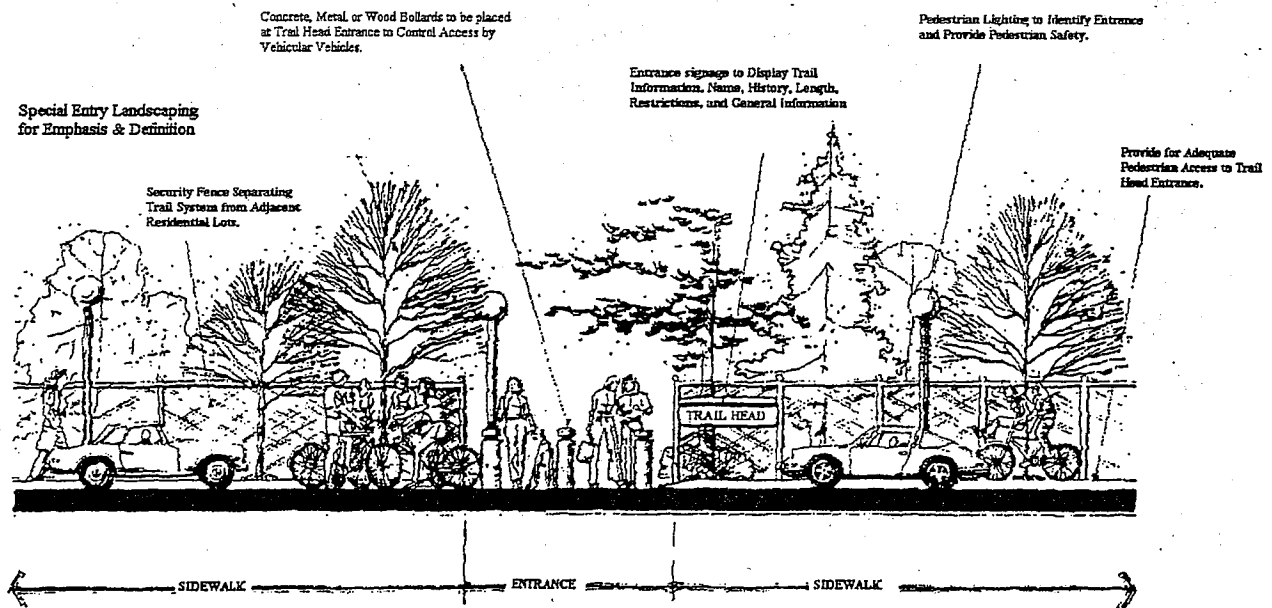 Concrete, Metal, or Wood Bollards to be placed
at Trail Head Entrance to Control Access by
Vehicular Vehicles.
Pedestrian Lighting to Identify Entrance
and Provide Pedestrian Safety.
Entrance signage to Display Trail
Information, Name, History, Length,
Restrictions, and General Information
Special Entry Landscaping
for Emphasis & Definition
Provide for Adequate
Pedestrian Access to Trail
Head Entrance.
Security Fence Separating
Trail System from Adjacent
Residential Lots.
TRAIL HEAD
SIDEWALK
ENTRANCE
SIDEWALK